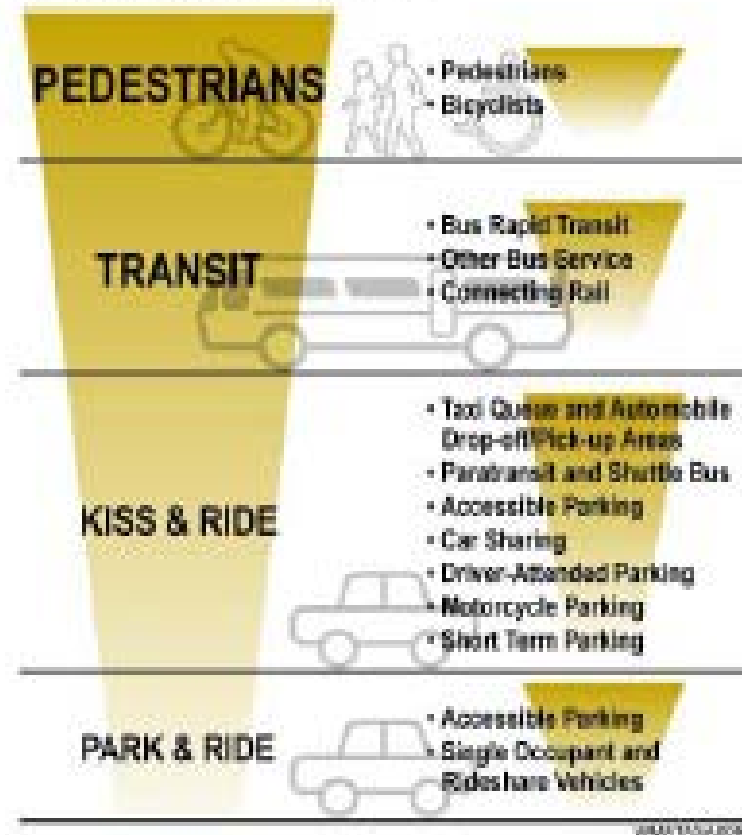 PEDESTRIANS
• Pedestrians
• Bicyclists
TRANSIT
• Bus Rapid Transit
• Other Bus Service
• Connecting Rail
KISS & RIDE
• Taxi Queue and Automobile
Drop-off/Pick-up Areas
• Paratransit and Shuttle Bus
• Accessible Parking
• Car Sharing
• Driver-Attended Parking
• Motorcycle Parking
• Short Term Parking
PARK & RIDE
• Accessible Parking
• Single Occupant and
Rideshare Vehicles